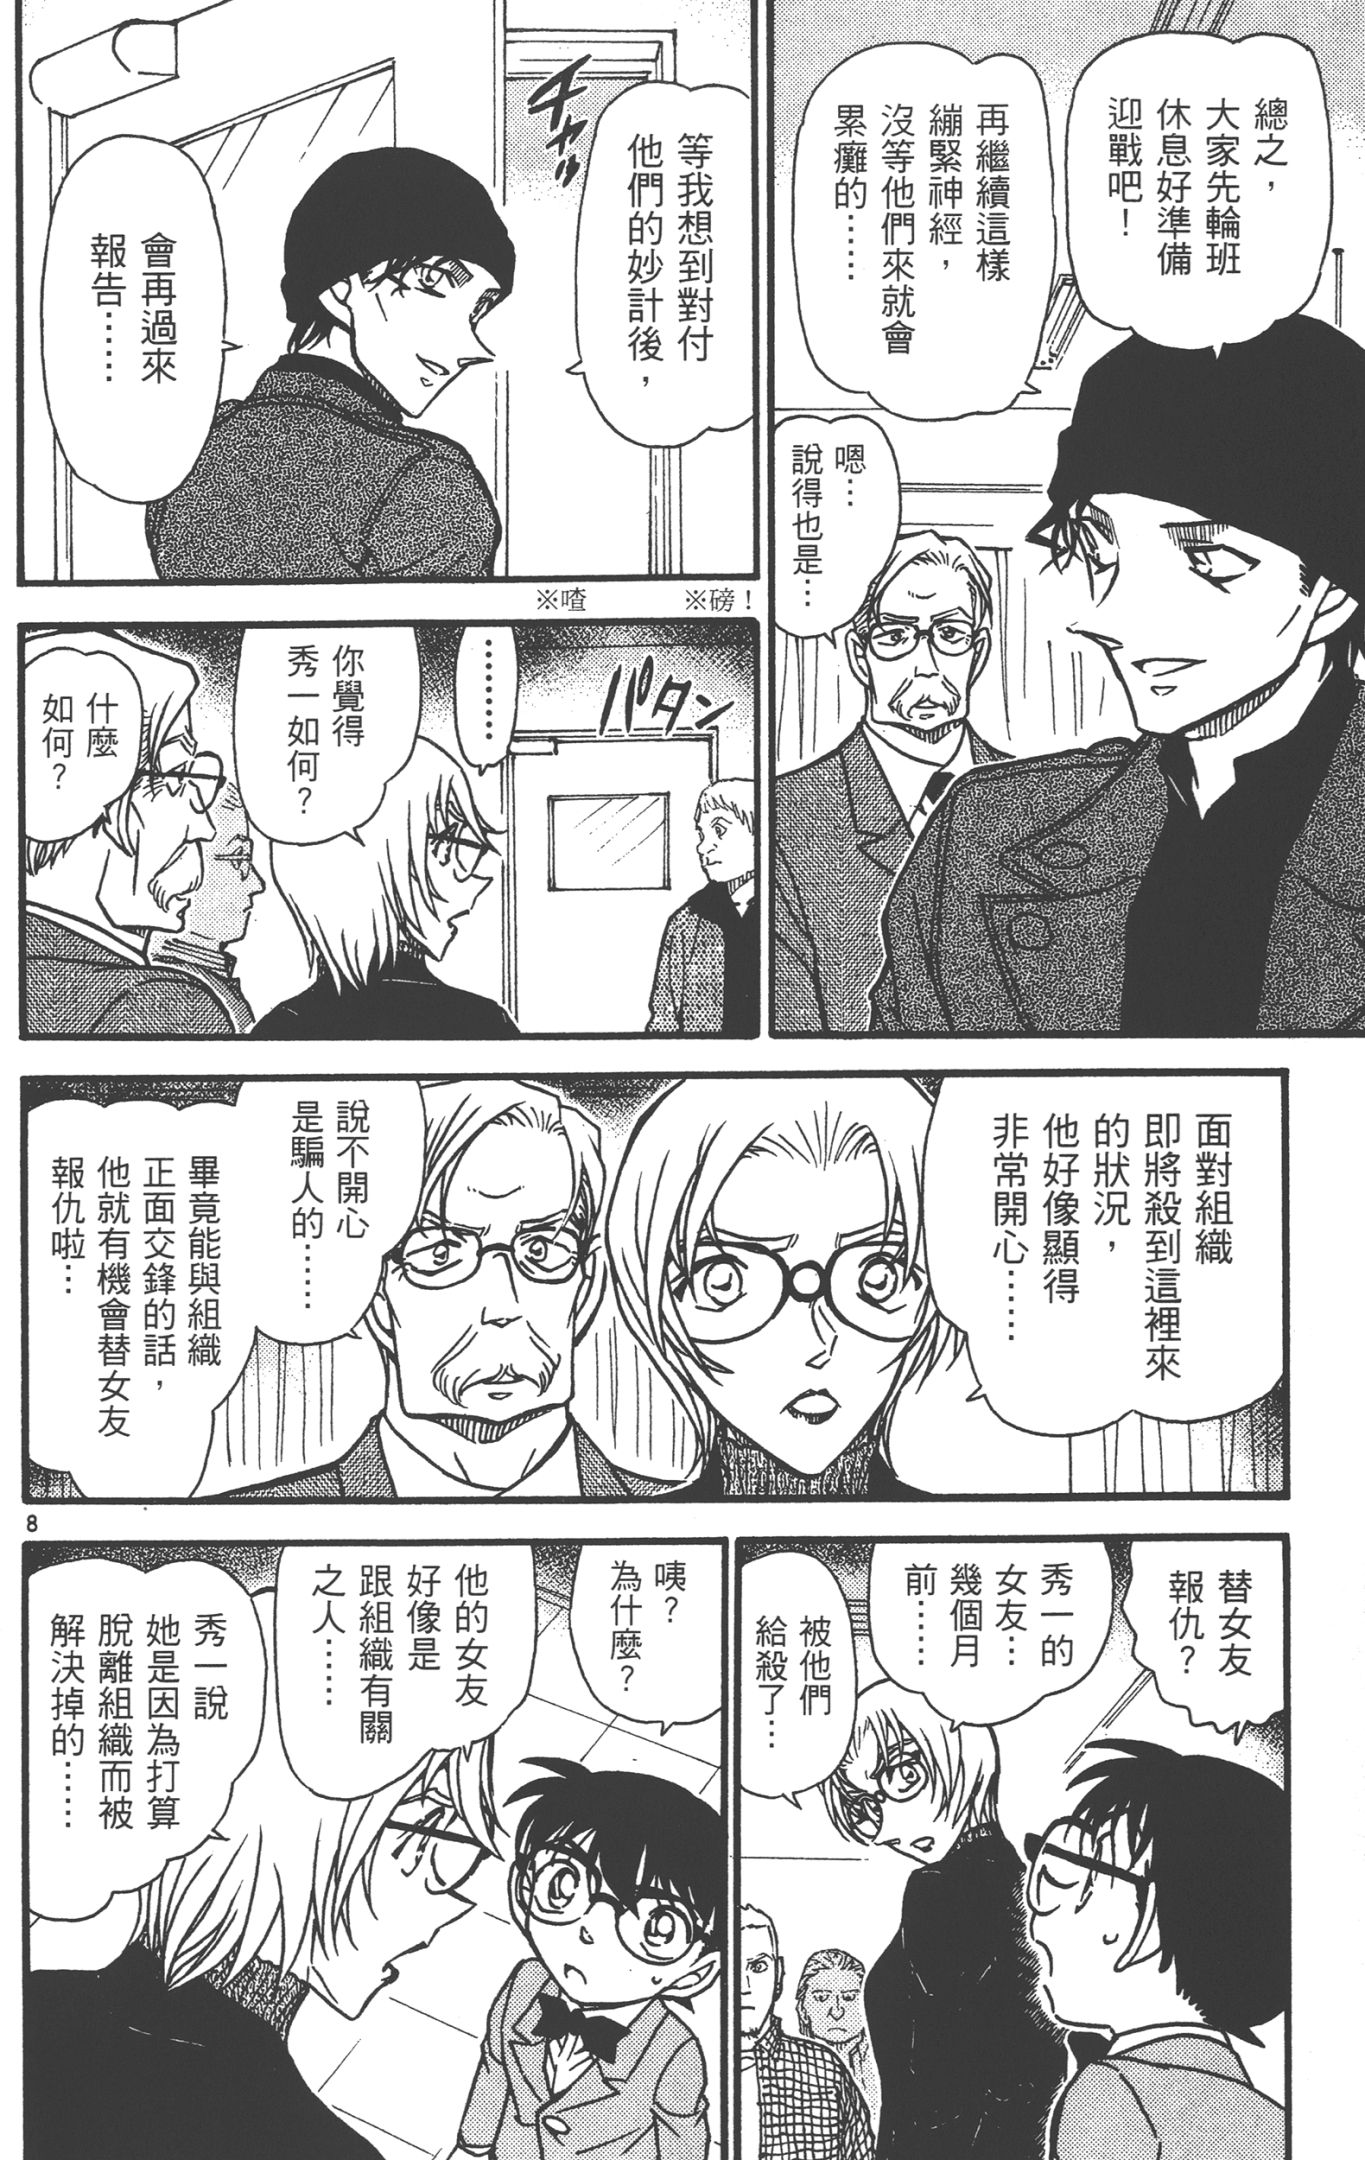 總之，
大家先輪班
休息好準備
迎戰吧！
再繼續這樣
繃緊神經，
沒等他們來就會
累癱的……
嗯…
說得也是…
チャッ
等我想到對付
他們的妙計後，
會再過來
報告……
※喳
※磅！
パタン
………
你覺得
秀一如何？
什麼
如何？
面對組織
即將殺到這裡來
的狀況，
他好像顯得
非常開心……
說不開心
是騙人的……
畢竟能與組織
正面交鋒的話，
他就有機會替女友
報仇啦…
8
替女友
報仇？
秀一的
女友…
幾個月
前……
被他們
給殺了…
咦？
為什麼？
他的女友
好像是
跟組織有關
之人……
秀一說
她是因為打算
脫離組織而被
解決掉的……